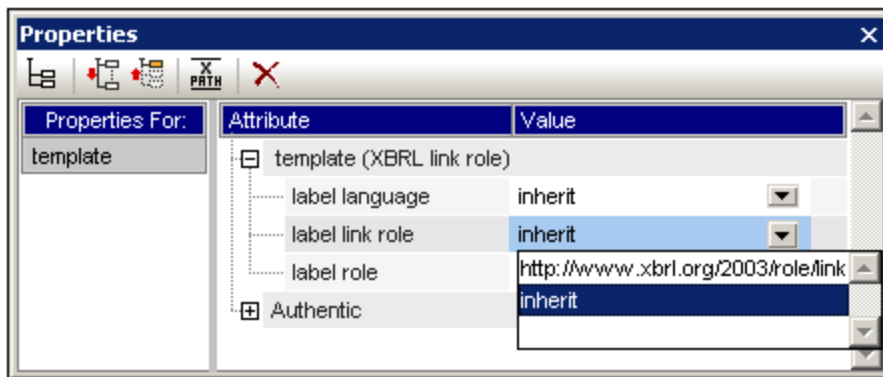 Properties
X
PATH
Properties For:
Attribute
Value
template
template (XBRL link role)
label language
inherit
label link role
inherit
label role
http://www.xbrl.org/2003/role/link
inherit
Authentic